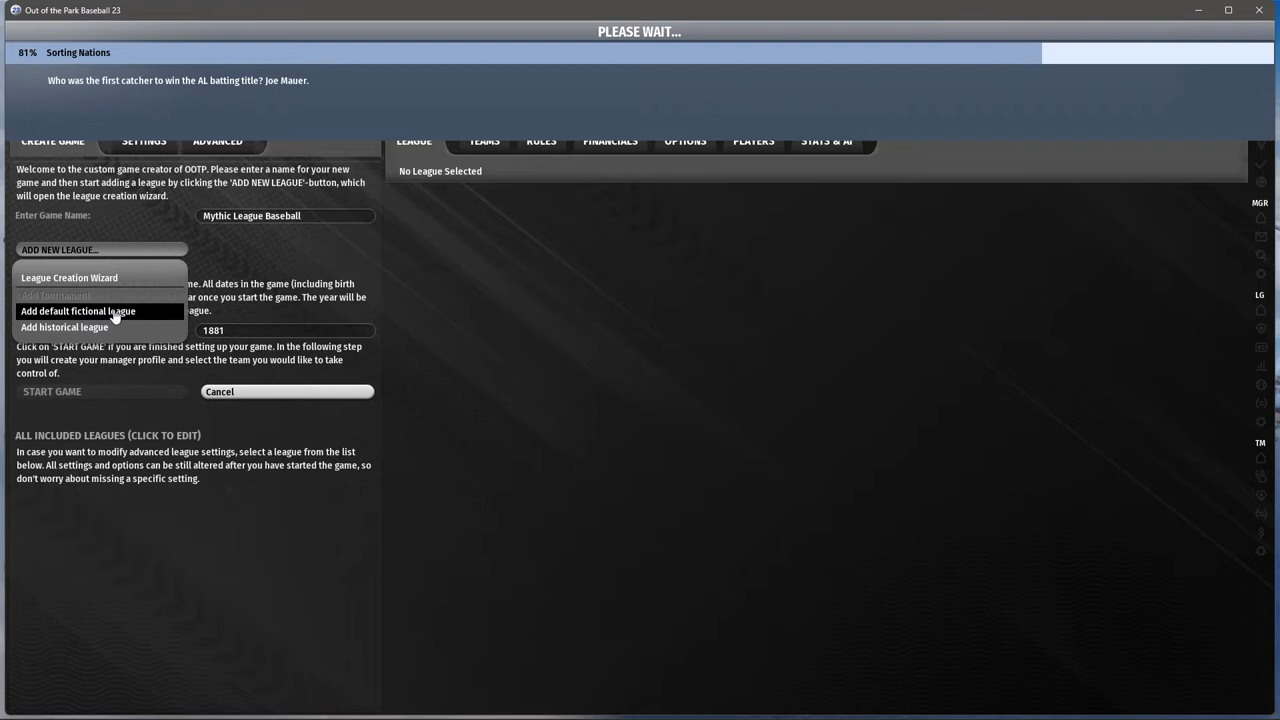 Out of the Park Baseball 23
PLEASE WAIT...
81% Sorting Nations
Who was the first catcher to win the AL batting title? Joe Mauer.
CREATE GAME SETTINGS ADVANCED
LEAGUE TEAMS RULES FINANCIALS OPTIONS PLAYERS STATS & AI
Welcome to the custom game creator of OOTP. Please enter a name for your new
game and then start adding a league by clicking the 'ADD NEW LEAGUE'-button, which
will open the league creation wizard.
No League Selected
Enter Game Name: Mythic League Baseball
ADD NEW LEAGUE...
League Creation Wizard
me. All dates in the game (including birth
Add Tournament
ar once you start the game. The year will be
Add default fictional league
ague.
Add historical league
1881
Click on 'START GAME' if you are finished setting up your game. In the following step
you will create your manager profile and select the team you would like to take
control of.
START GAME Cancel
ALL INCLUDED LEAGUES (CLICK TO EDIT)
In case you want to modify advanced league settings, select a league from the list
below. All settings and options can be still altered after you have started the game, so
don't worry about missing a specific setting.
MGR
LG
TM